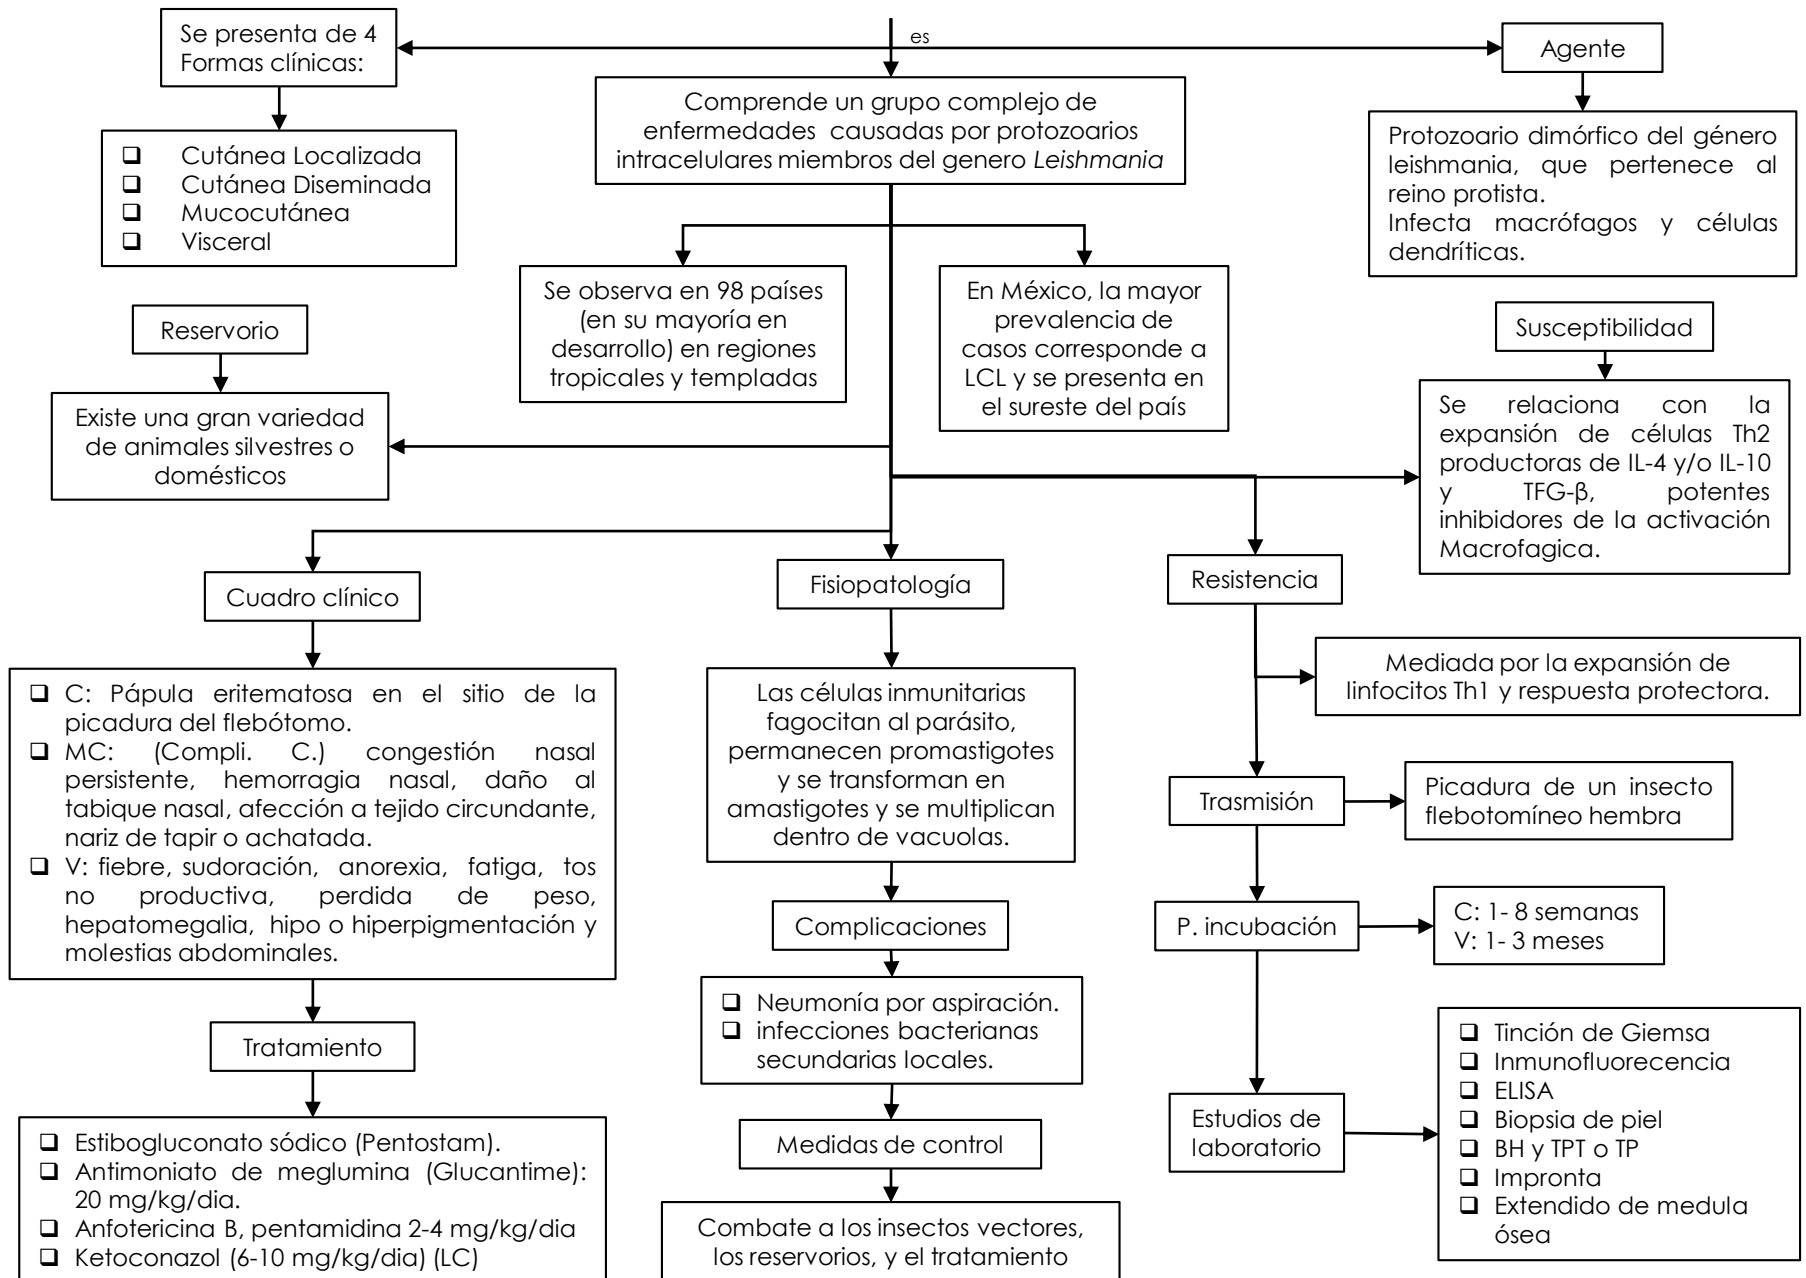 Se presenta de 4
Formas clínicas:
es
Agente
Comprende un grupo complejo de
enfermedades causadas por protozoarios
intracelulares miembros del genero Leishmania
❑ Cutánea Localizada
❑ Cutánea Diseminada
❑ Mucocutánea
❑ Visceral
Protozoario dimórfico del género
leishmania, que pertenece al
reino protista.
Infecta macrófagos y células
dendríticas.
Se observa en 98 países
(en su mayoría en
desarrollo) en regiones
tropicales y templadas
En México, la mayor
prevalencia de
casos corresponde a
LCL y se presenta en
el sureste del país
Reservorio
Existe una gran variedad
de animales silvestres o
domésticos
Susceptibilidad
Se relaciona con la
expansión de células Th2
productoras de IL-4 y/o IL-10
y TFG-β, potentes
inhibidores de la activación
Macrofagica.
Cuadro clínico
❑ C: Pápula eritematosa en el sitio de la
picadura del flebótomo.
❑ MC: (Compli. C.) congestión nasal
persistente, hemorragia nasal, daño al
tabique nasal, afección a tejido circundante,
nariz de tapir o achatada.
❑ V: fiebre, sudoración, anorexia, fatiga, tos
no productiva, perdida de peso,
hepatomegalia, hipo o hiperpigmentación y
molestias abdominales.
Tratamiento
❑ Estibogluconato sódico (Pentostam).
❑ Antimoniato de meglumina (Glucantime):
20 mg/kg/dia.
❑ Anfotericina B, pentamidina 2-4 mg/kg/dia
❑ Ketoconazol (6-10 mg/kg/dia) (LC)
Fisiopatología
Las células inmunitarias
fagocitan al parásito,
permanecen promastigotes
y se transforman en
amastigotes y se multiplican
dentro de vacuolas.
Complicaciones
❑ Neumonía por aspiración.
❑ infecciones bacterianas
secundarias locales.
Medidas de control
Combate a los insectos vectores,
los reservorios, y el tratamiento
Resistencia
Mediada por la expansión de
linfocitos Th1 y respuesta protectora.
Trasmisión
Picadura de un insecto
flebotomíneo hembra
P. incubación
C: 1- 8 semanas
V: 1- 3 meses
Estudios de
laboratorio
❑ Tinción de Giemsa
❑ Inmunofluorecencia
❑ ELISA
❑ Biopsia de piel
❑ BH y TPT o TP
❑ Impronta
❑ Extendido de medula
ósea